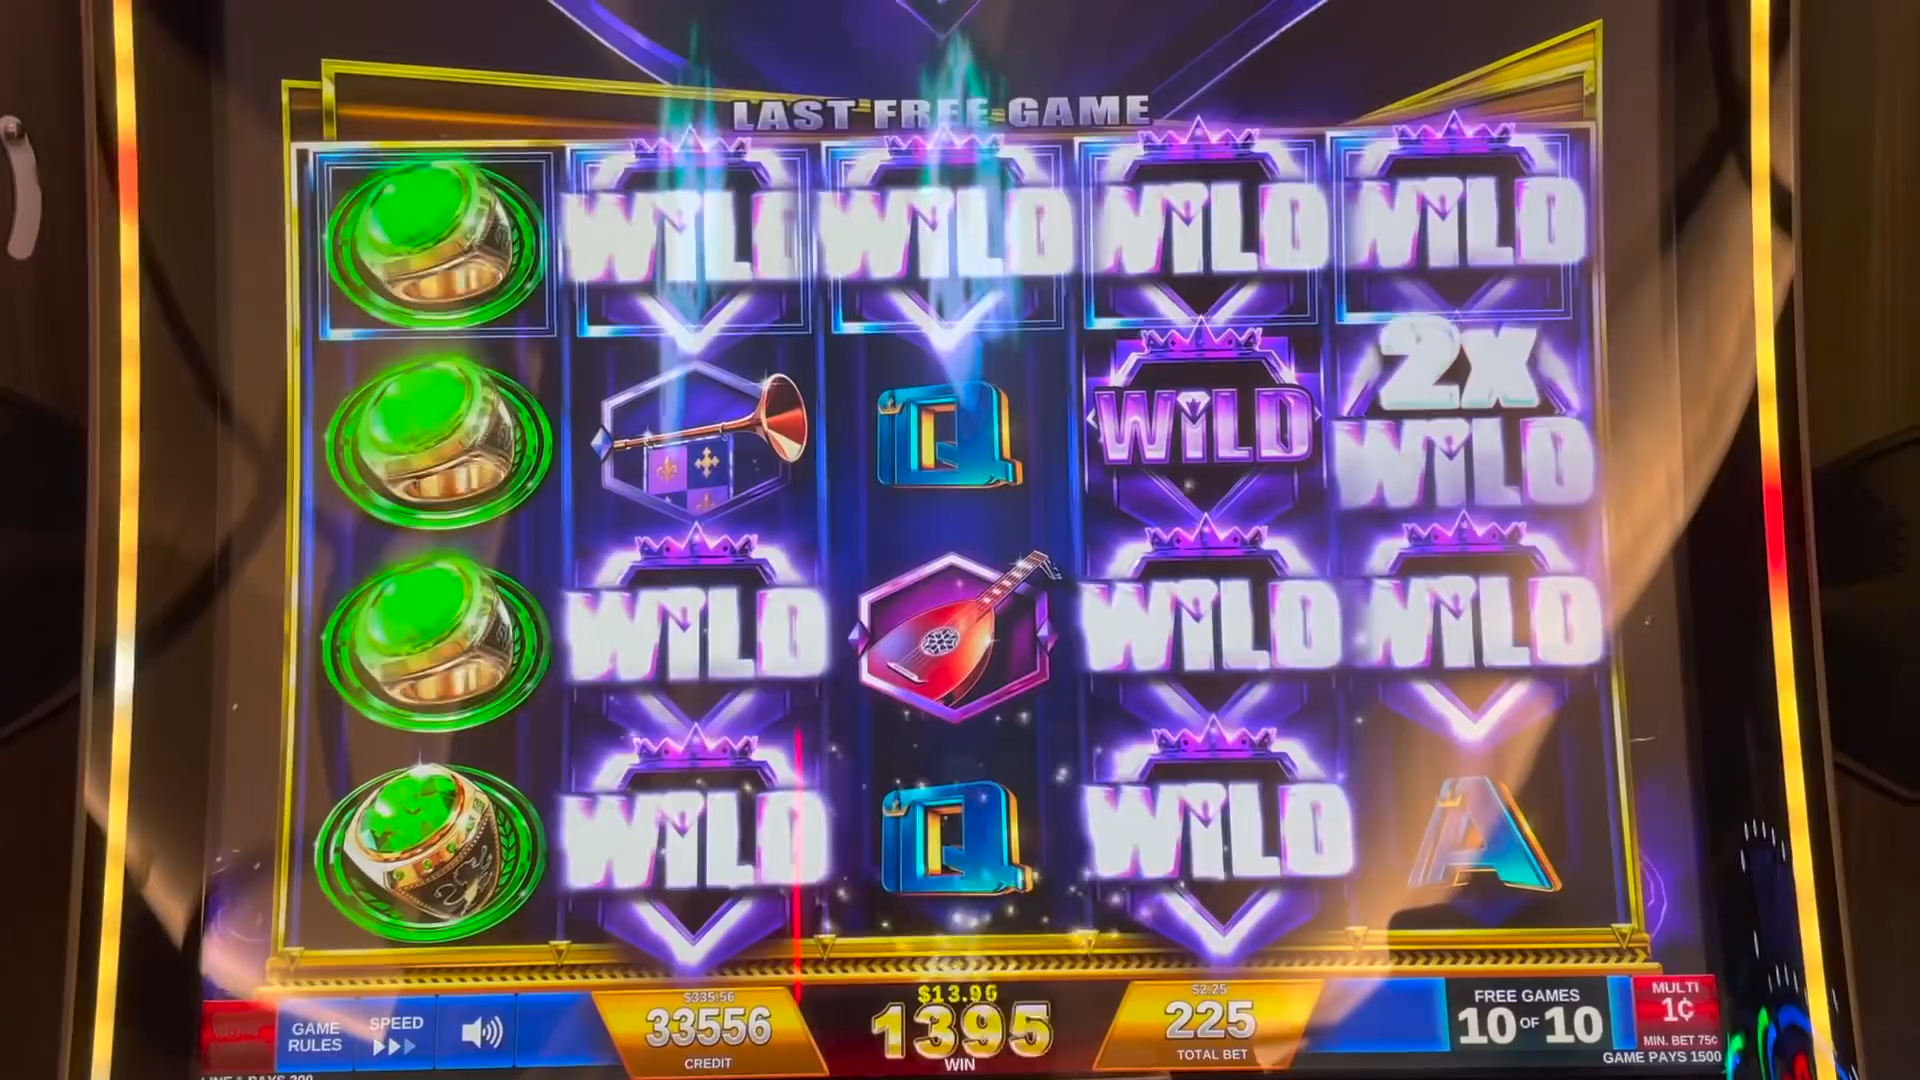 LAST FREE GAME
WILD WILD WILD WILD
Q WILD 2X WILD
WILD WILD WILD
WILD Q WILD A
GAME RULES
SPEED
$335.56
33556
CREDIT
1395
WIN
$2.25
225
TOTAL BET
FREE GAMES
10 OF 10
MULTI
1¢
MIN. BET 75¢
GAME PAYS 1500